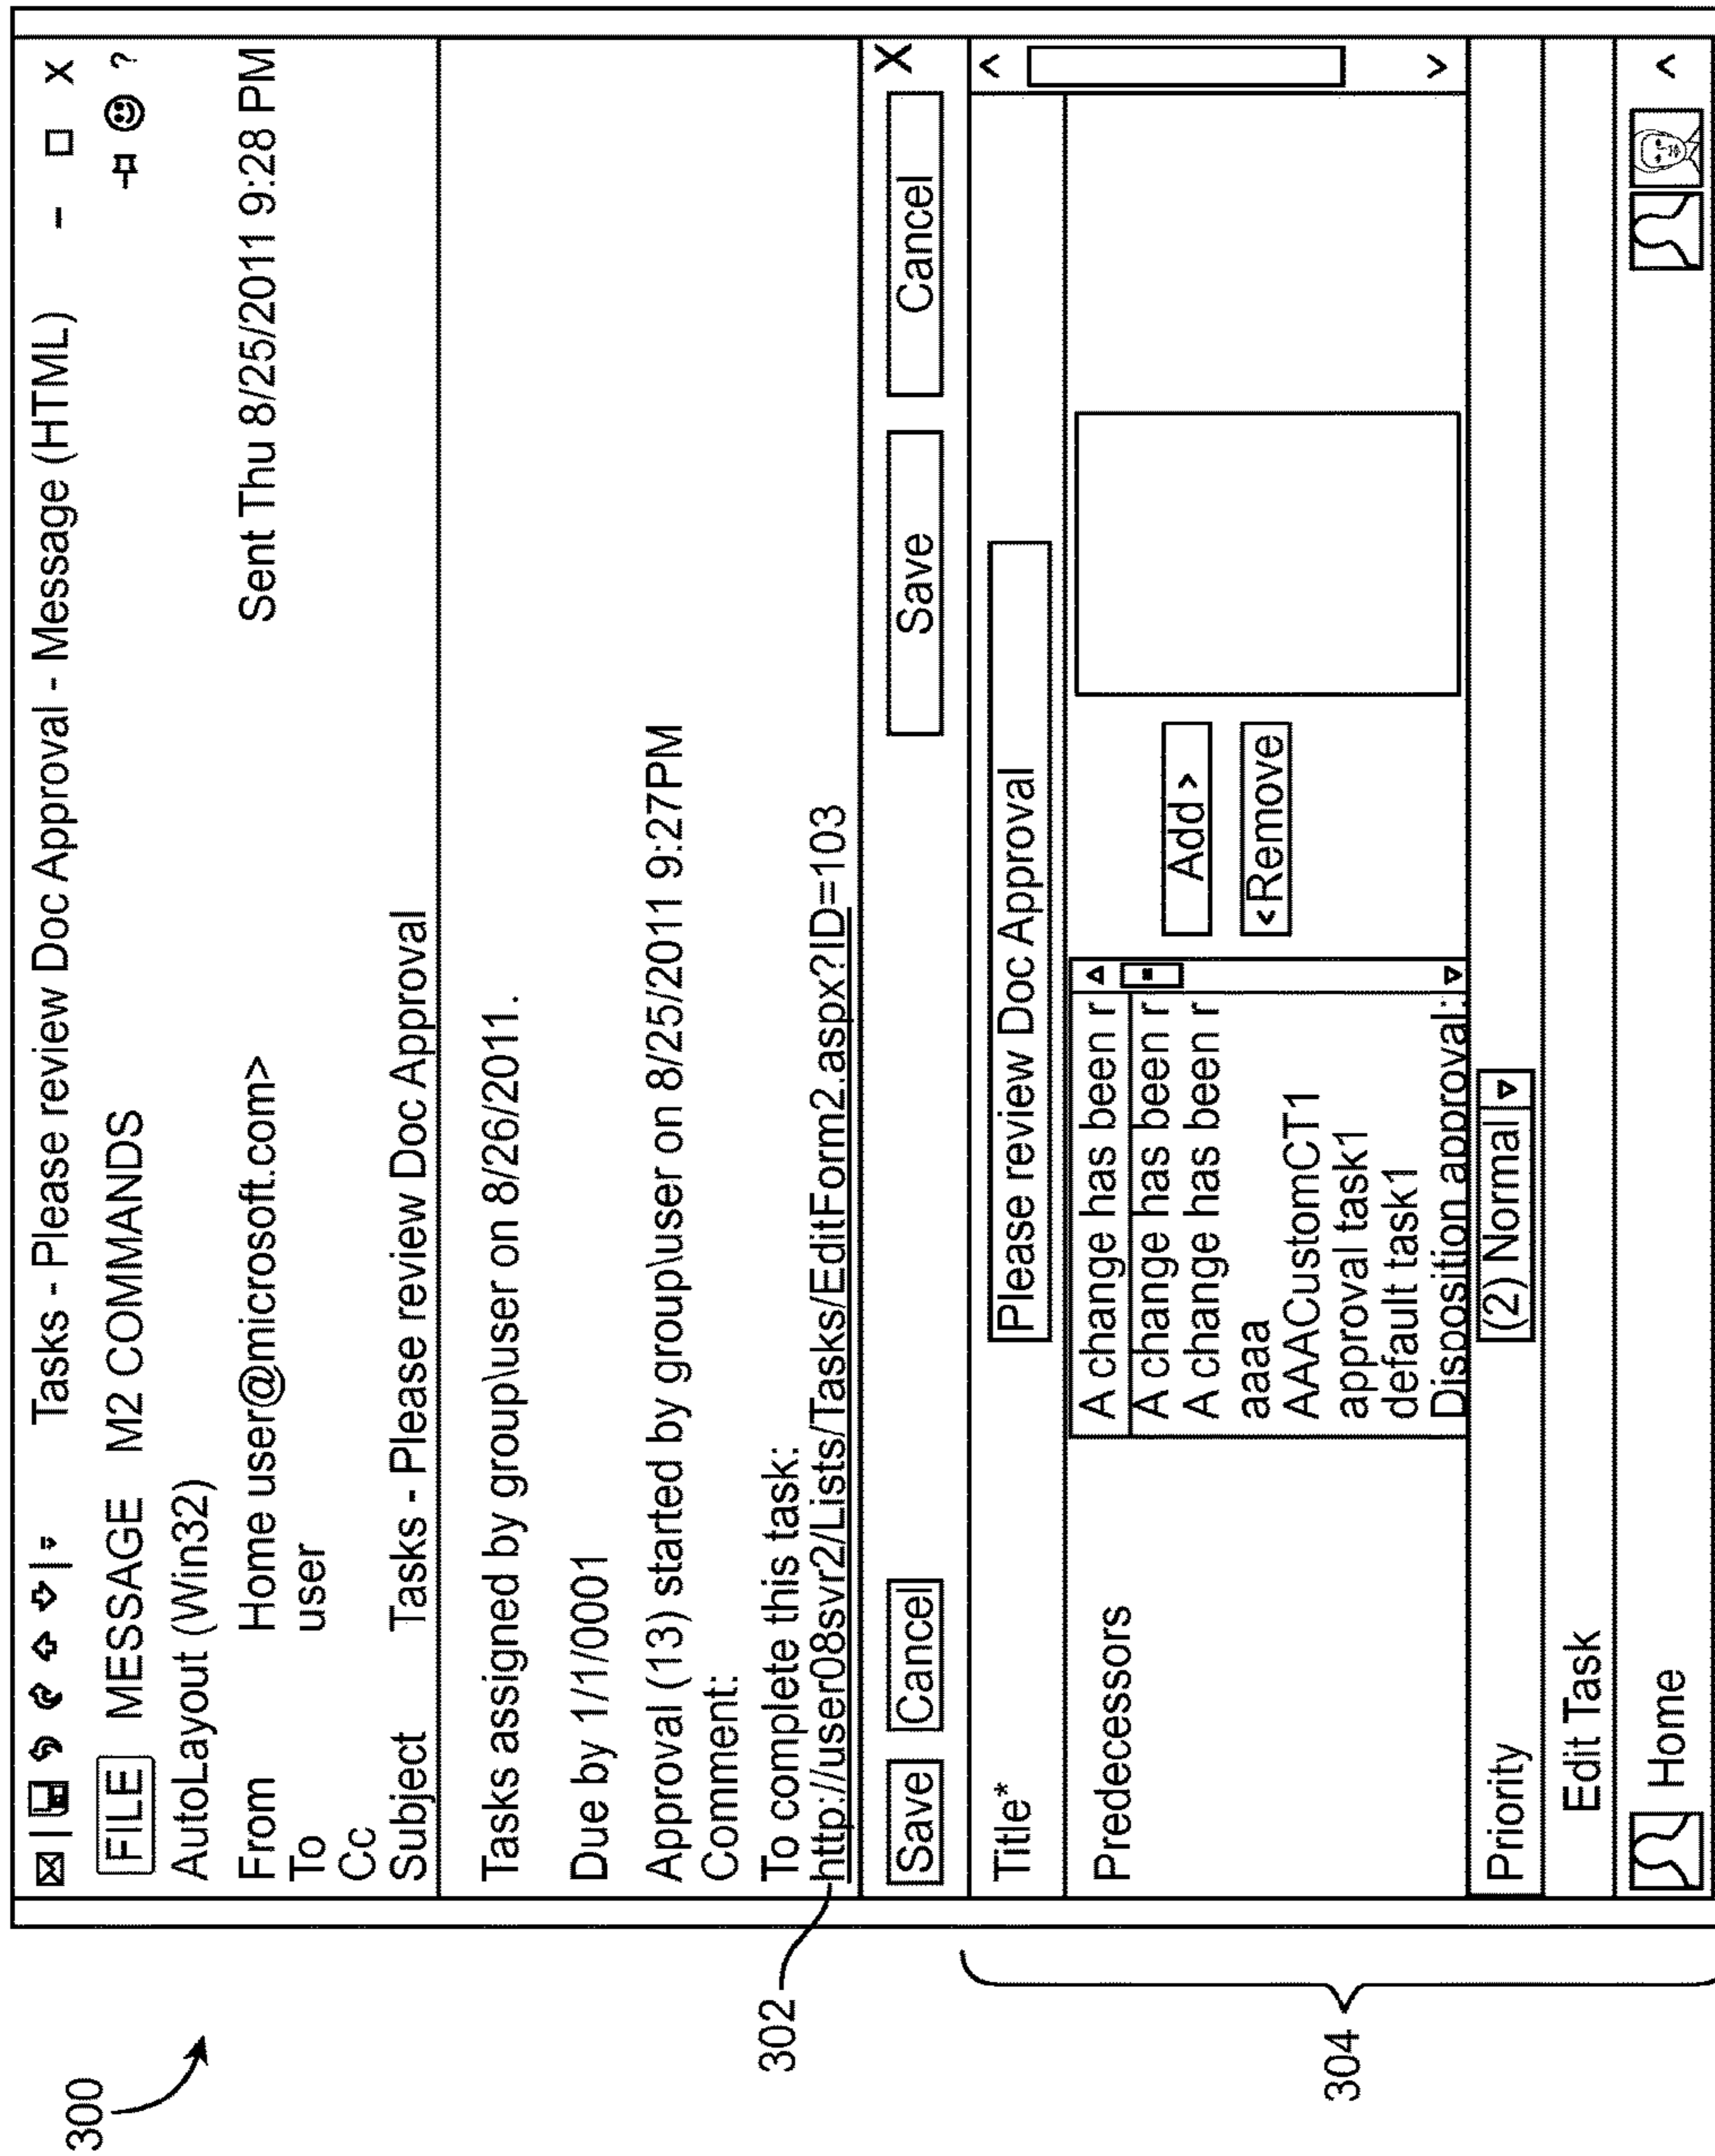 300
Tasks - Please review Doc Approval - Message (HTML) - □ X
FILE MESSAGE M2 COMMANDS ?
AutoLayout (Win32)
From Home user@microsoft.com> Sent Thu 8/25/2011 9:28 PM
To user
Cc
Subject Tasks - Please review Doc Approval
Tasks assigned by group\user on 8/26/2011.
Due by 1/1/0001
Approval (13) started by group\user on 8/25/2011 9:27PM
Comment:
To complete this task:
302
http://user08svr2/Lists/Tasks/EditForm2.aspx?ID=103
Save Cancel Save Cancel X
304
Title* Please review Doc Approval
Predecessors
A change has been r
A change has been r
A change has been r
aaaa
AAACustomCT1
approval task1
default task1
Disposition approval:
Add >
<Remove
Priority (2) Normal
Edit Task
Home